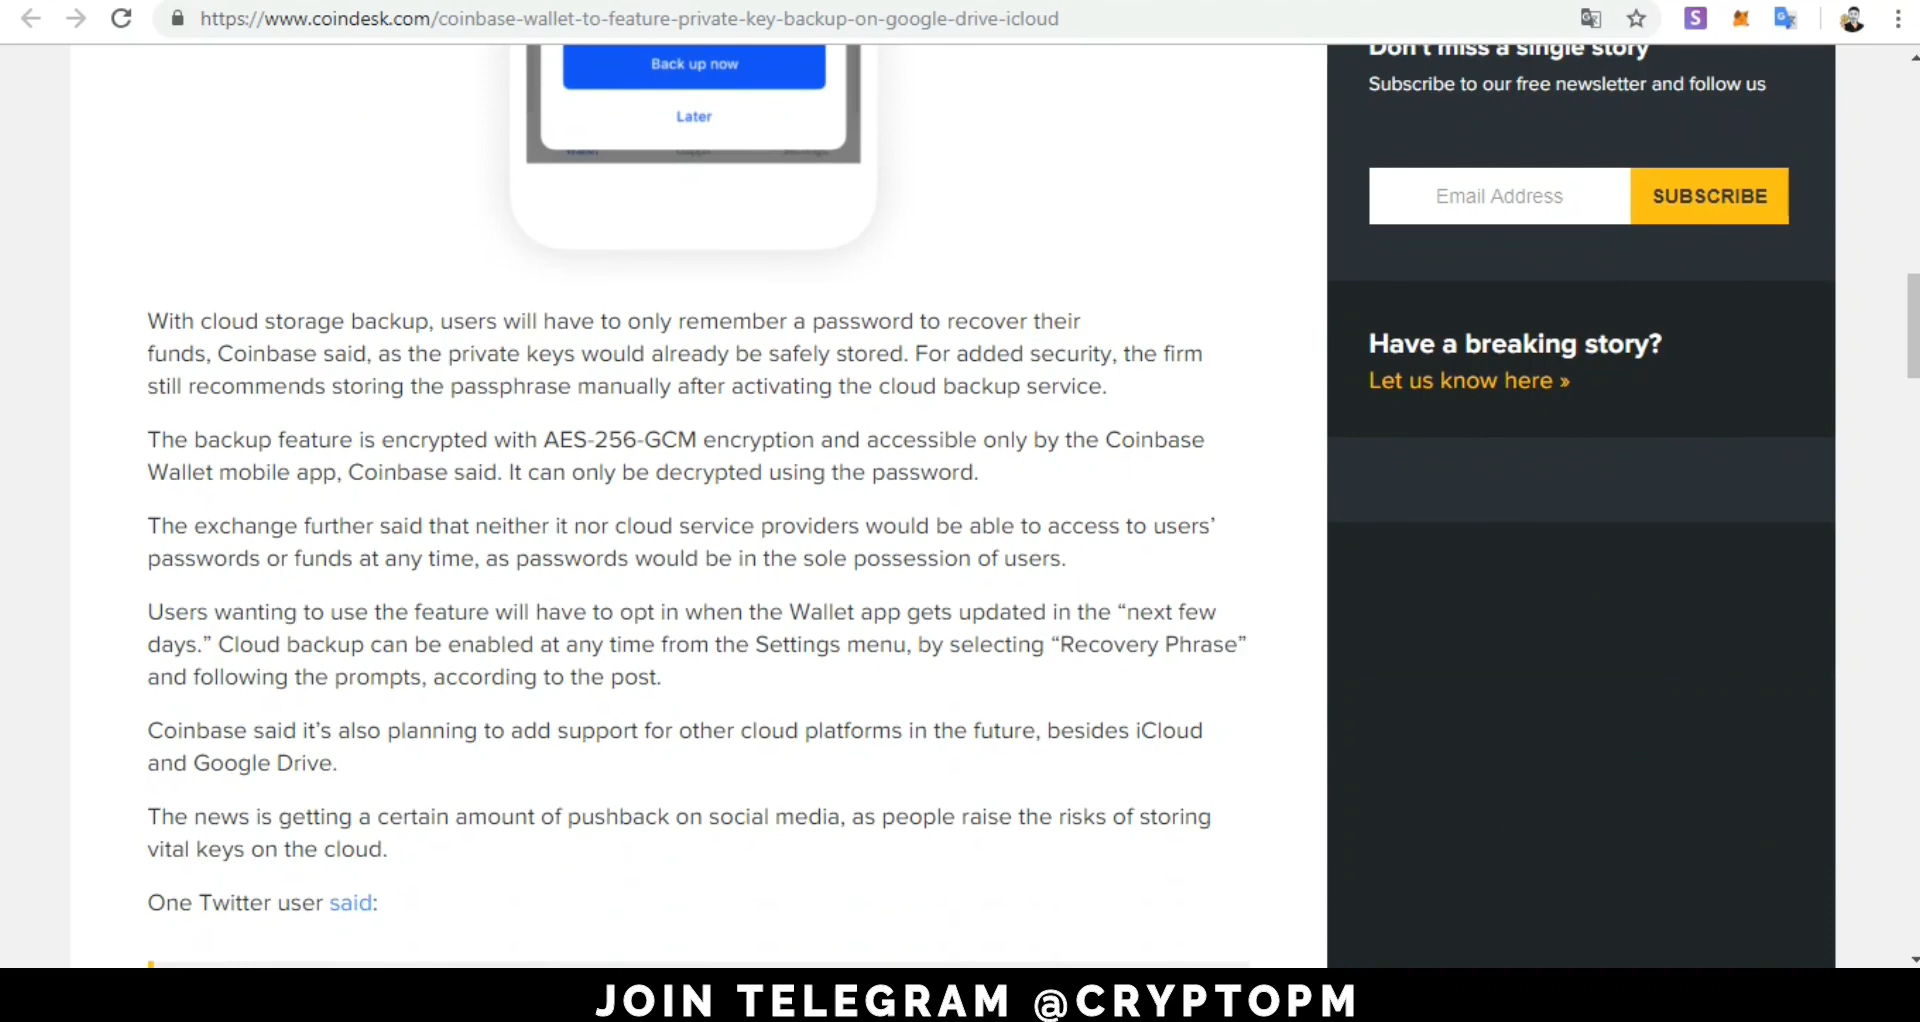 https://www.coindesk.com/coinbase-wallet-to-feature-private-key-backup-on-google-drive-icloud
S
Back up now
Later
With cloud storage backup, users will have to only remember a password to recover their
funds, Coinbase said, as the private keys would already be safely stored. For added security, the firm
still recommends storing the passphrase manually after activating the cloud backup service.
The backup feature is encrypted with AES-256-GCM encryption and accessible only by the Coinbase
Wallet mobile app, Coinbase said. It can only be decrypted using the password.
The exchange further said that neither it nor cloud service providers would be able to access to users’
passwords or funds at any time, as passwords would be in the sole possession of users.
Users wanting to use the feature will have to opt in when the Wallet app gets updated in the “next few
days.” Cloud backup can be enabled at any time from the Settings menu, by selecting “Recovery Phrase”
and following the prompts, according to the post.
Coinbase said it’s also planning to add support for other cloud platforms in the future, besides iCloud
and Google Drive.
The news is getting a certain amount of pushback on social media, as people raise the risks of storing
vital keys on the cloud.
One Twitter user said:
Don't miss a single story
Subscribe to our free newsletter and follow us
Email Address
SUBSCRIBE
Have a breaking story?
Let us know here »
JOIN TELEGRAM @CRYPTOPM